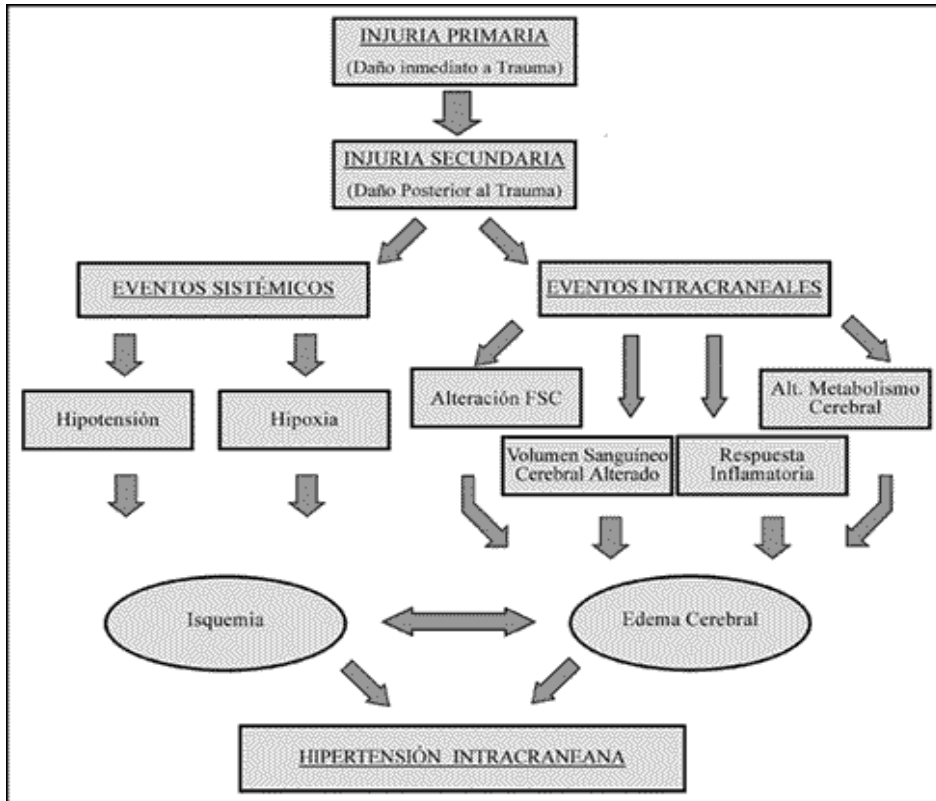 INJURIA PRIMARIA
(Daño inmediato a Trauma)
INJURIA SECUNDARIA
(Daño Posterior al Trauma)
EVENTOS SISTÉMICOS
EVENTOS INTRACRANEALES
Hipotensión
Hipoxia
Alteración FSC
Alt. Metabolismo
Cerebral
Volumen Sanguíneo
Cerebral Alterado
Respuesta
Inflamatoria
Isquemia
Edema Cerebral
HIPERTENSIÓN INTRACRANEANA